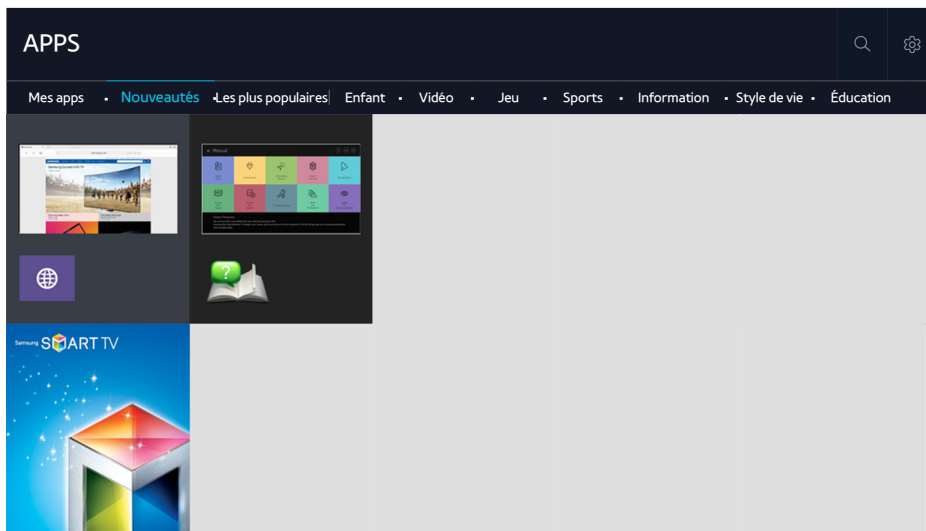 APPS
Mes apps • Nouveautés • Les plus populaires Enfant • Vidéo • Jeu • Sports • Information • Style de vie • Éducation
Manual
Samsung SMART TV